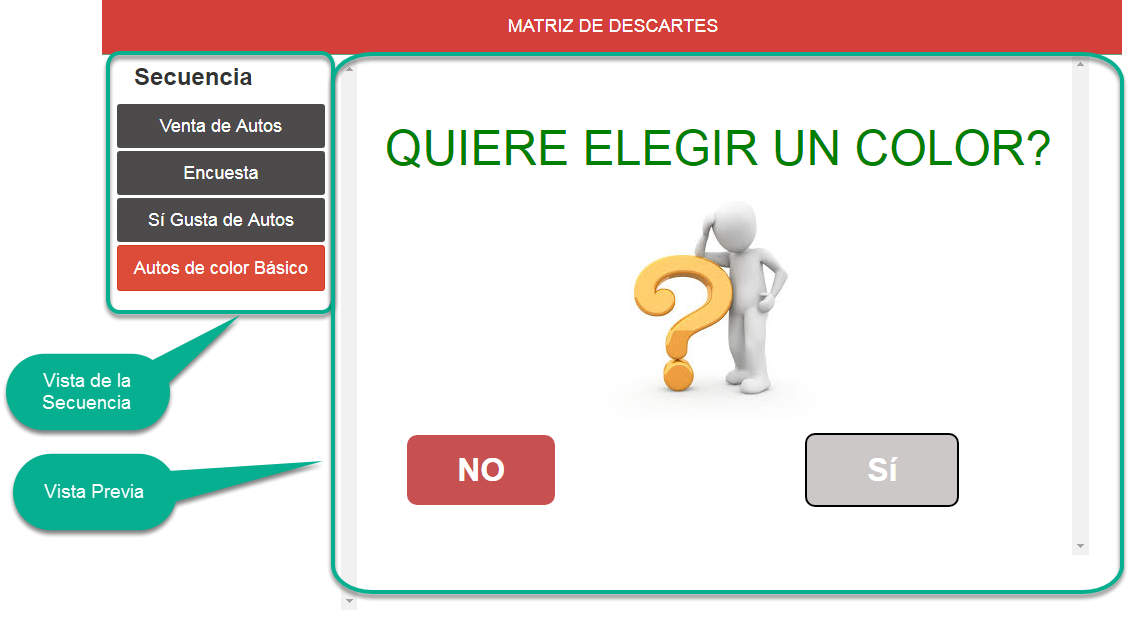 MATRIZ DE DESCARTES
Secuencia
Venta de Autos
Encuesta
Sí Gusta de Autos
Autos de color Básico
Vista de la
Secuencia
Vista Previa
QUIERE ELEGIR UN COLOR?
NO
Sí